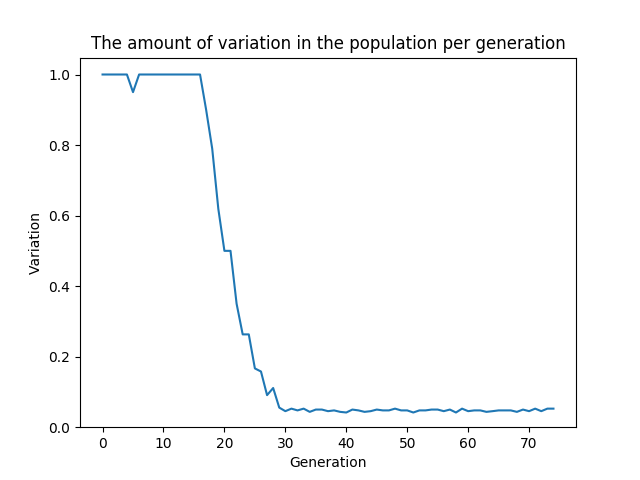 The amount of variation in the population per generation
1.0
0.8
0.6
0.4
0.2
0.0
Variation
0 10 20 30 40 50 60 70
Generation